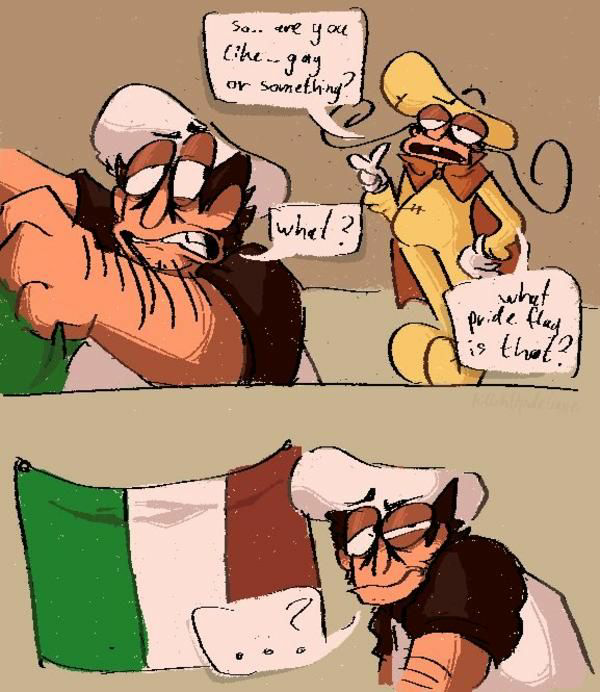 so.. are you
like.. gay
or something?
what?
what
pride flag
is that?
...?